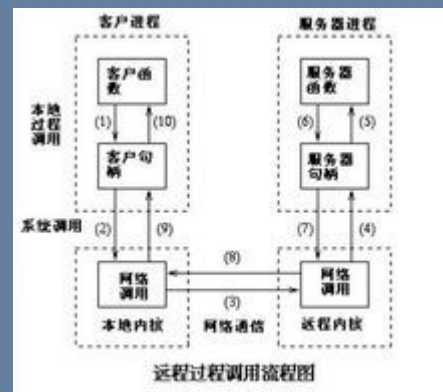 客户进程
服务器进程
客户函
数
服务器
函数
本地
过程
调用
(1)
(10)
(6)
(5)
客户句
柄
服务器
句柄
系统调用
(2)
(9)
(7)
(4)
(8)
网络
调用
(3)
网络
调用
本地内核
网络通信
远程内核
远程过程调用流程图